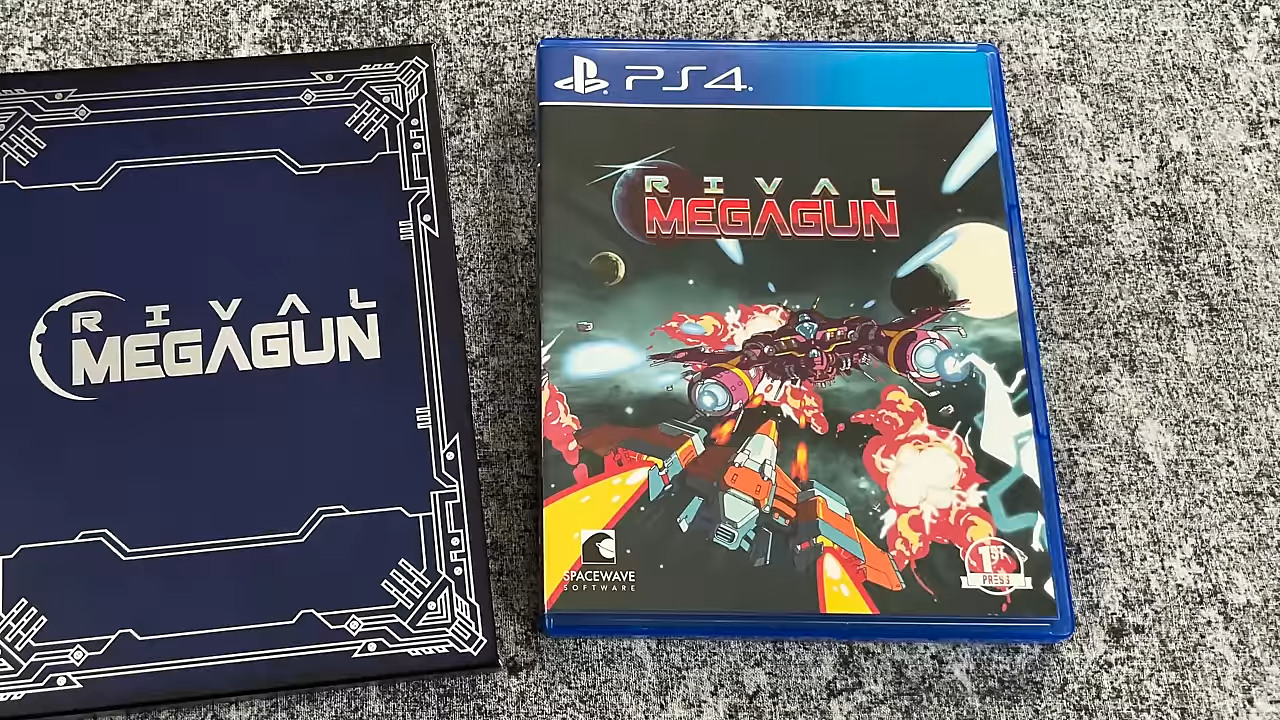 RIVAL
MEGAGUN
PS4
RIVAL
MEGAGUN
SPACEWAVE
SOFTWARE
1ST
PRESS